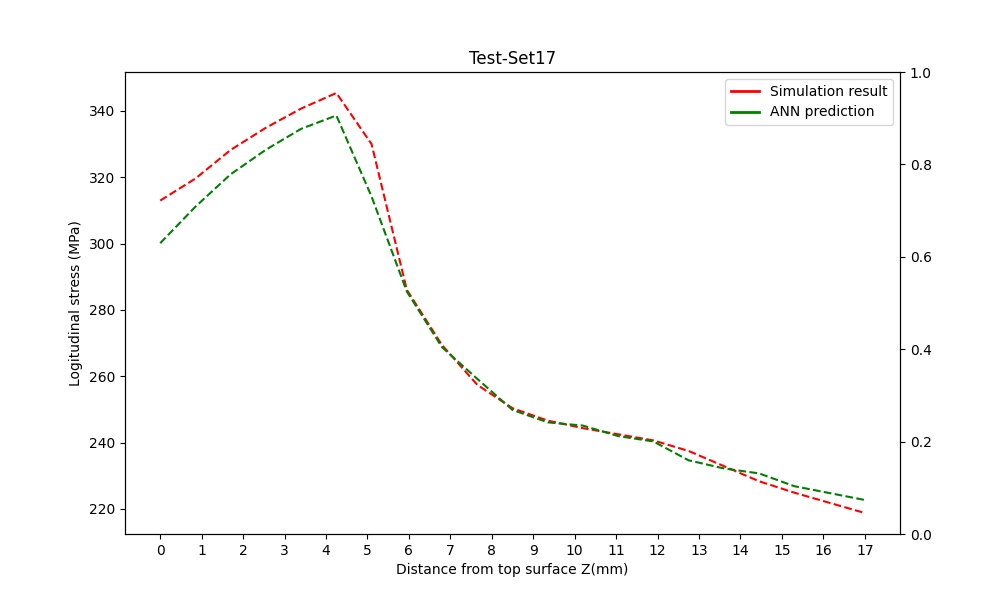 Test-Set17
Simulation result
ANN prediction
Logitudinal stress (MPa)
340
320
300
280
260
240
220
1.0
0.8
0.6
0.4
0.2
0.0
0 1 2 3 4 5 6 7 8 9 10 11 12 13 14 15 16 17
Distance from top surface Z(mm)